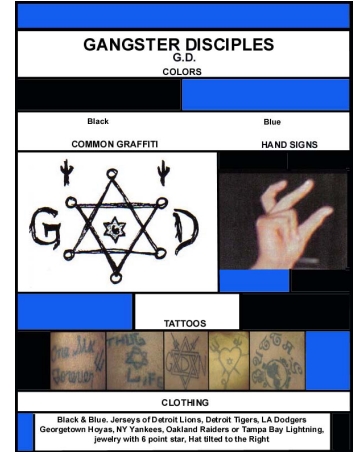 GANGSTER DISCIPLES
G.D.
COLORS
Black
Blue
COMMON GRAFFITI
HAND SIGNS
G D
G
TATTOOS
THUG
LIFE
CLOTHING
Black & Blue. Jerseys of Detroit Lions, Detroit Tigers, LA Dodgers
Georgetown Hoyas, NY Yankees, Oakland Raiders or Tampa Bay Lightning,
jewelry with 6 point star, Hat tilted to the Right